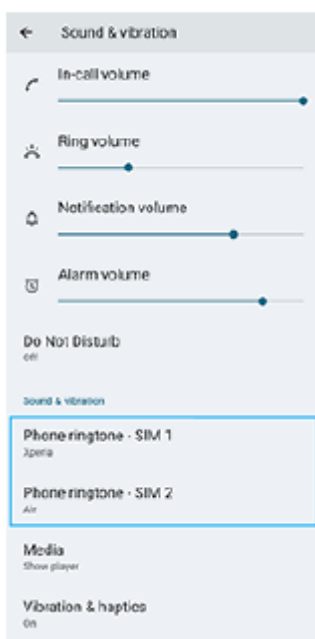 Sound & vibration
In-call volume
Ring volume
Notification volume
Alarm volume
Do Not Disturb
Off
Sound & vibration
Phone ringtone - SIM 1
Xperia
Phone ringtone - SIM 2
Air
Media
Show player
Vibration & haptics
On